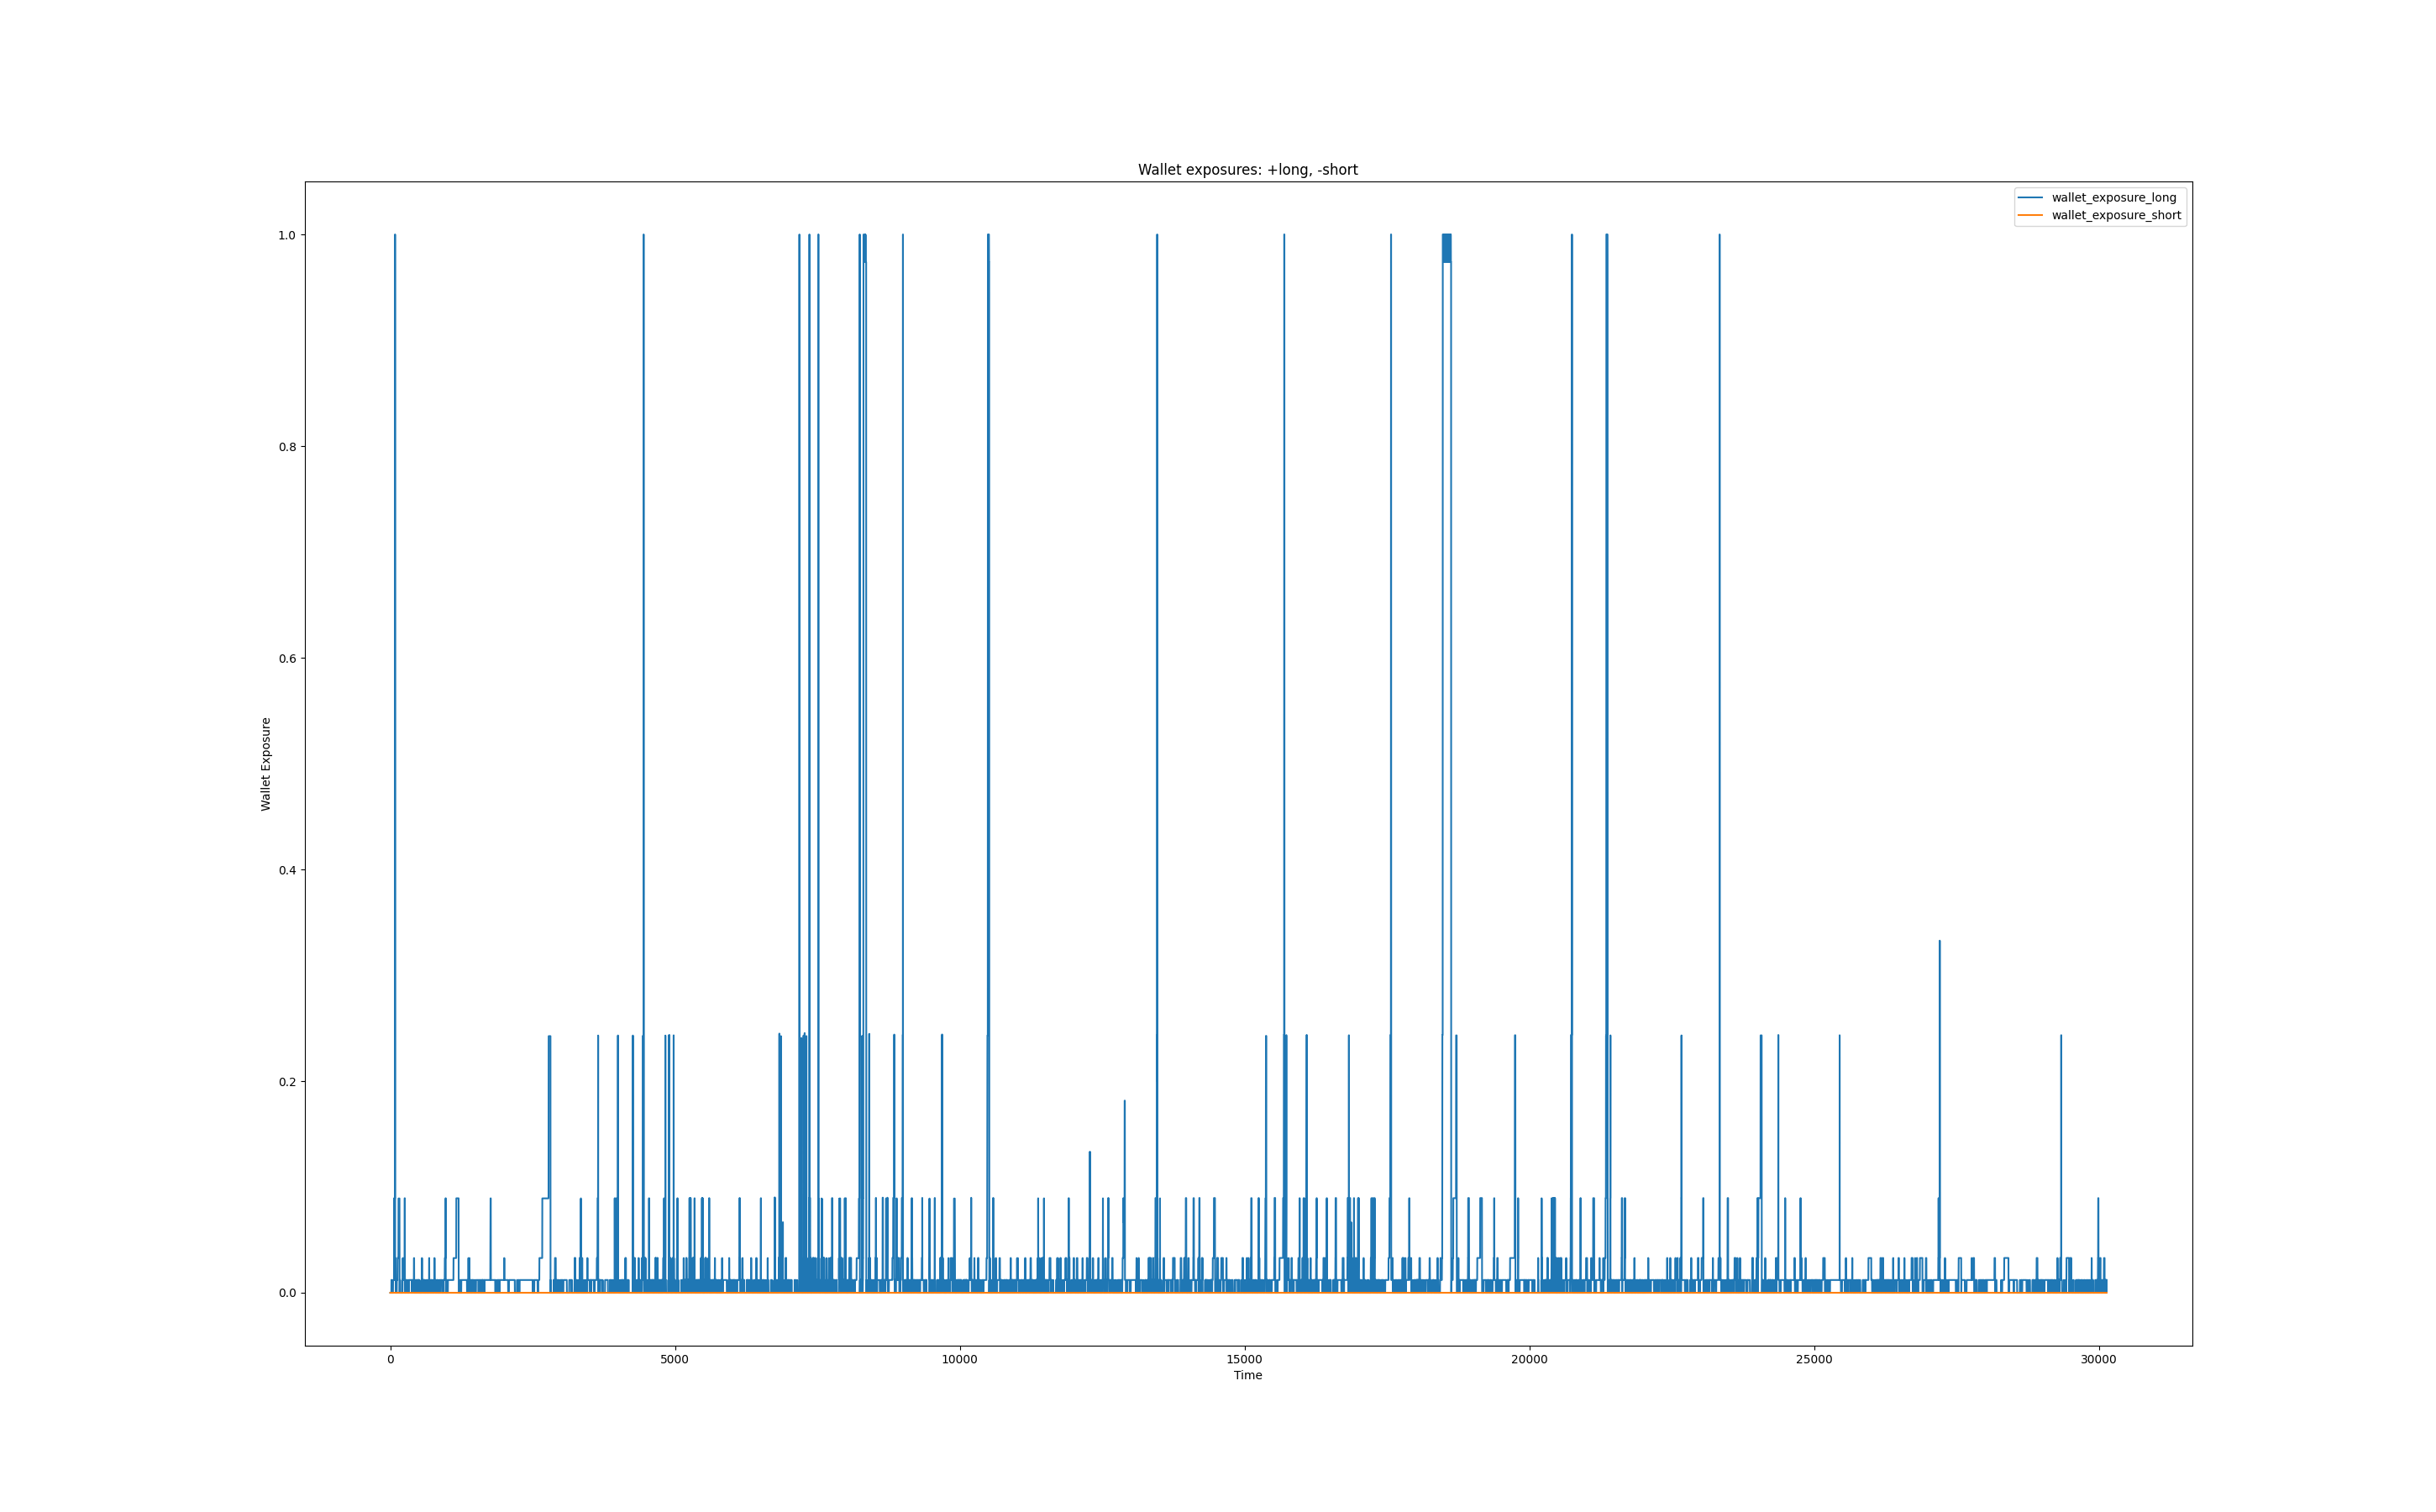 Wallet exposures: +long, -short
wallet_exposure_long
wallet_exposure_short
1.0
0.8
0.6
0.4
0.2
0.0
Wallet Exposure
0 5000 10000 15000 20000 25000 30000
Time